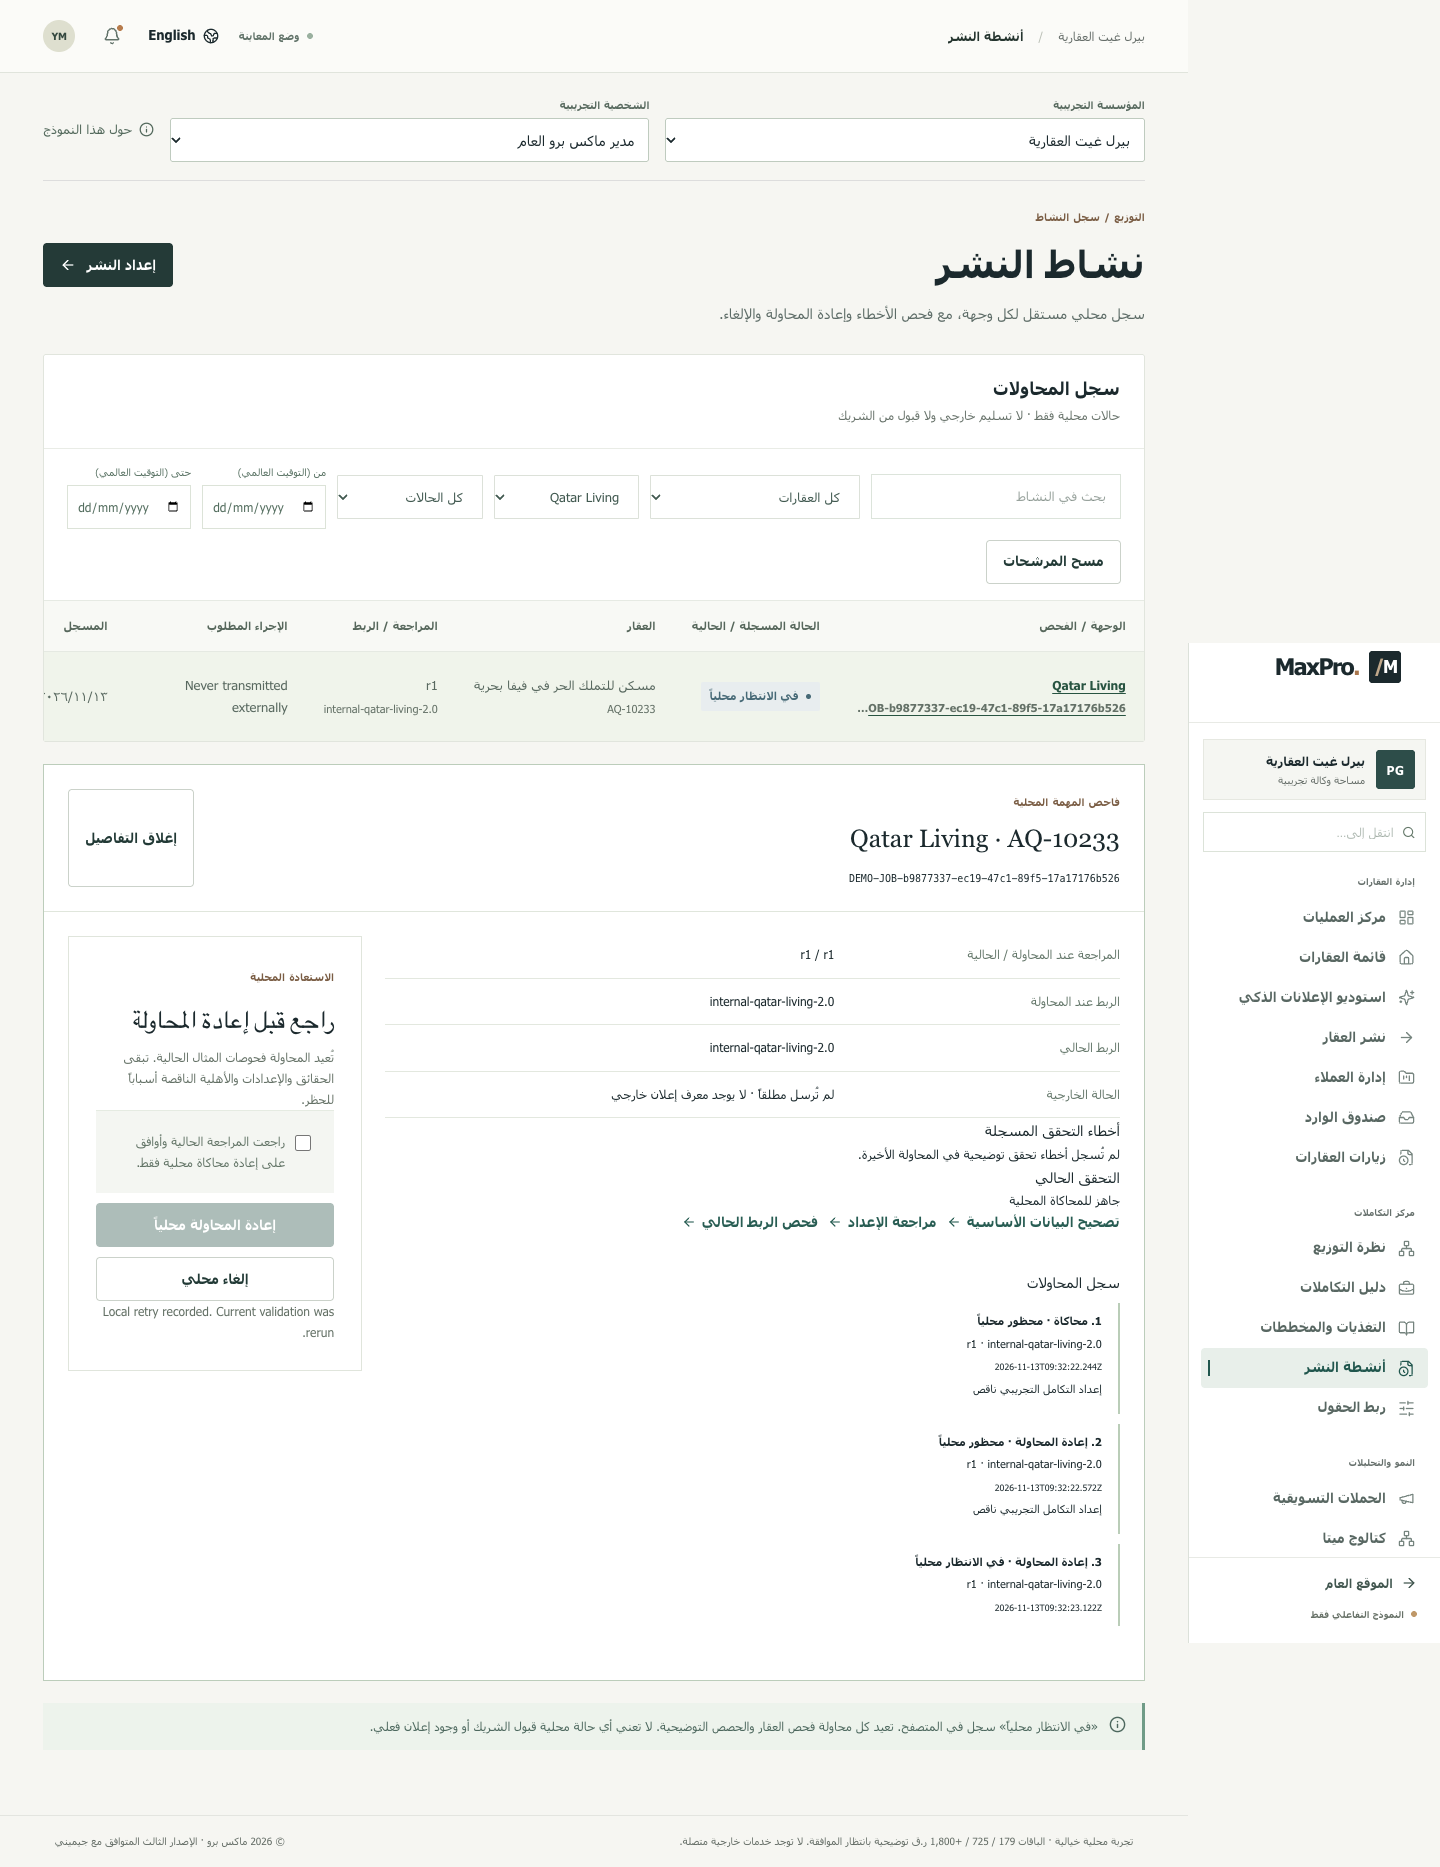 بيرل غيت العقارية / أنشطة النشر
وضع المعاينة
English
YM
المؤسسة التجريبية
بيرل غيت العقارية
الشخصية التجريبية
مدير ماكس برو العام
حول هذا النموذج
التوزيع / سجل النشاط
نشاط النشر
إعداد النشر
سجل محلي مستقل لكل وجهة، مع فحص الأخطاء وإعادة المحاولة والإلغاء.
سجل المحاولات
حالات محلية فقط · لا تسليم خارجي ولا قبول من الشريك
بحث في النشاط
كل العقارات
Qatar Living
كل الحالات
من (التوقيت العالمي)
dd/mm/yyyy
حتى (التوقيت العالمي)
dd/mm/yyyy
مسح المرشحات
الوجهة / الفحص
الحالة المسجلة / الحالية
العقار
المراجعة / الربط
الإجراء المطلوب
المسجل
Qatar Living
OB-b9877337-ec19-47c1-89f5-17a17176b526...
في الانتظار محلياً
مسكن للتملك الحر في فيفا بحرية
AQ-10233
r1
internal-qatar-living-2.0
Never transmitted
externally
٠٣٦/١١/١٣
فاحص المهمة المحلية
Qatar Living · AQ-10233
DEMO-JOB-b9877337-ec19-47c1-89f5-17a17176b526
إغلاق التفاصيل
المراجعة عند المحاولة / الحالية
r1 / r1
الربط عند المحاولة
internal-qatar-living-2.0
الربط الحالي
internal-qatar-living-2.0
الحالة الخارجية
لم تُرسل مطلقاً · لا يوجد معرف إعلان خارجي
أخطاء التحقق المسجلة
لم تُسجل أخطاء تحقق توضيحية في المحاولة الأخيرة.
التحقق الحالي
جاهز للمحاكاة المحلية
تصحيح البيانات الأساسية
مراجعة الإعداد
فحص الربط الحالي
سجل المحاولات
1. محاكاة · محظور محلياً
r1 · internal-qatar-living-2.0
2026-11-13T09:32:22.244Z
إعداد التكامل التجريبي ناقص
2. إعادة المحاولة · محظور محلياً
r1 · internal-qatar-living-2.0
2026-11-13T09:32:22.572Z
إعداد التكامل التجريبي ناقص
3. إعادة المحاولة · في الانتظار محلياً
r1 · internal-qatar-living-2.0
2026-11-13T09:32:23.122Z
الاستعادة المحلية
راجع قبل إعادة المحاولة
تُعيد المحاولة فحوصات المثال الحالية. تبقى
الحقائق والإعدادات والأهلية الناقصة أسباباً
للحظر.
راجعت المراجعة الحالية وأوافق
على إعادة محاكاة محلية فقط.
إعادة المحاولة محلياً
إلغاء محلي
Local retry recorded. Current validation was
rerun.
«في الانتظار محلياً» سجل في المتصفح. تعيد كل محاولة فحص العقار والحصص التوضيحية. لا تعني أي حالة محلية قبول الشريك أو وجود إعلان فعلي.
تجربة محلية خيالية · الباقات 179 / 725 / +1,800 ر.ق توضيحية بانتظار الموافقة. لا توجد خدمات خارجية متصلة.
© 2026 ماكس برو · الإصدار الثالث المتوافق مع جيميني
/M
MaxPro.
PG
بيرل غيت العقارية
مساحة وكالة تجريبية
انتقل إلى...
إدارة العقارات
مركز العمليات
قائمة العقارات
استوديو الإعلانات الذكي
نشر العقار
إدارة العملاء
صندوق الوارد
زيارات العقارات
مركز التكاملات
نظرة التوزيع
دليل التكاملات
التغذيات والمخططات
أنشطة النشر
ربط الحقول
النمو والتحليلات
الحملات التسويقية
كتالوج ميتا
الموقع العام
النموذج التفاعلي فقط